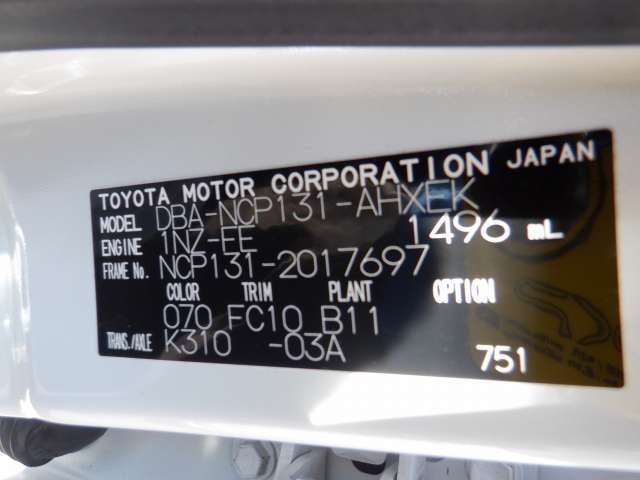 TOYOTA MOTOR CORPORATION JAPAN
MODEL DBA-NCP131-AHXEK
ENGINE 1NZ-FE 1496 mL
FRAME No. NCP131-2017697
COLOR TRIM PLANT OPTION
070 FC10 B11
TRANS./AXLE K310 -03A
751